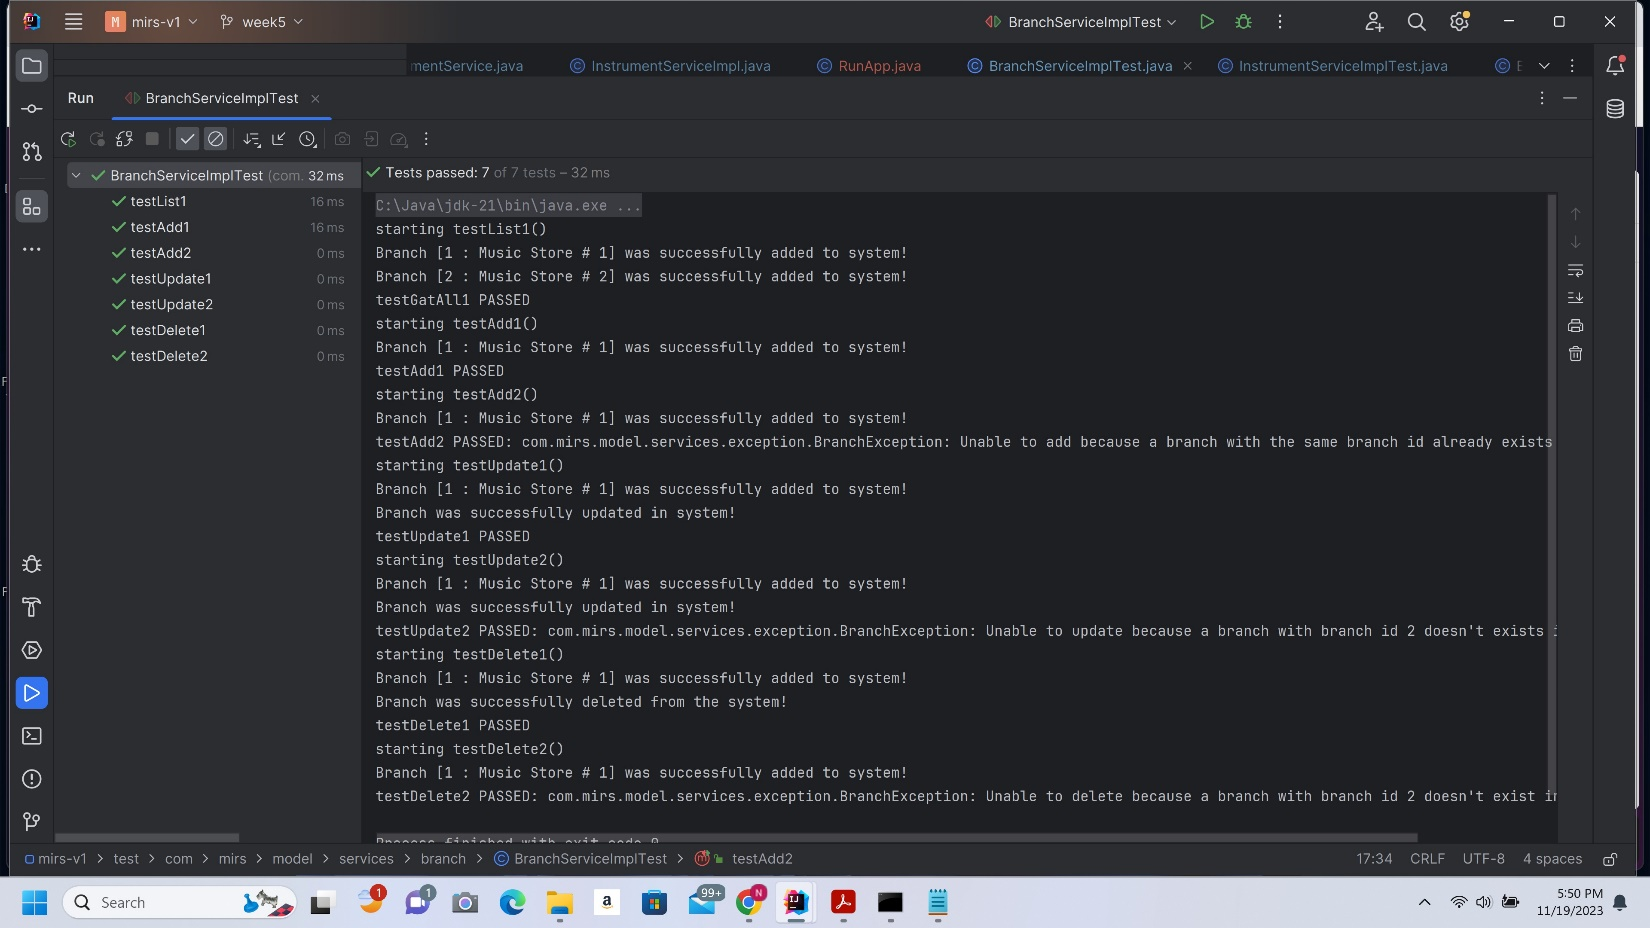 M mirs-v1 week5 BranchServiceImplTest
mentService.java InstrumentServiceImpl.java RunApp.java BranchServiceImplTest.java InstrumentServiceImplTest.java
Run BranchServiceImplTest
BranchServiceImplTest (com. 32 ms
testList1 16 ms
testAdd1 16 ms
testAdd2 0 ms
testUpdate1 0 ms
testUpdate2 0 ms
testDelete1 0 ms
testDelete2 0 ms
Tests passed: 7 of 7 tests – 32 ms
C:\Java\jdk-21\bin\java.exe ...
starting testList1()
Branch [1 : Music Store # 1] was successfully added to system!
Branch [2 : Music Store # 2] was successfully added to system!
testGatAll1 PASSED
starting testAdd1()
Branch [1 : Music Store # 1] was successfully added to system!
testAdd1 PASSED
starting testAdd2()
Branch [1 : Music Store # 1] was successfully added to system!
testAdd2 PASSED: com.mirs.model.services.exception.BranchException: Unable to add because a branch with the same branch id already exists
starting testUpdate1()
Branch [1 : Music Store # 1] was successfully added to system!
Branch was successfully updated in system!
testUpdate1 PASSED
starting testUpdate2()
Branch [1 : Music Store # 1] was successfully added to system!
Branch was successfully updated in system!
testUpdate2 PASSED: com.mirs.model.services.exception.BranchException: Unable to update because a branch with branch id 2 doesn't exists
starting testDelete1()
Branch [1 : Music Store # 1] was successfully added to system!
Branch was successfully deleted from the system!
testDelete1 PASSED
starting testDelete2()
Branch [1 : Music Store # 1] was successfully added to system!
testDelete2 PASSED: com.mirs.model.services.exception.BranchException: Unable to delete because a branch with branch id 2 doesn't exist
Process finished with exit code 0
mirs-v1 > test > com > mirs > model > services > branch > BranchServiceImplTest > testAdd2 17:34 CRLF UTF-8 4 spaces
Search 1 1 99+ N 5:50 PM
11/19/2023